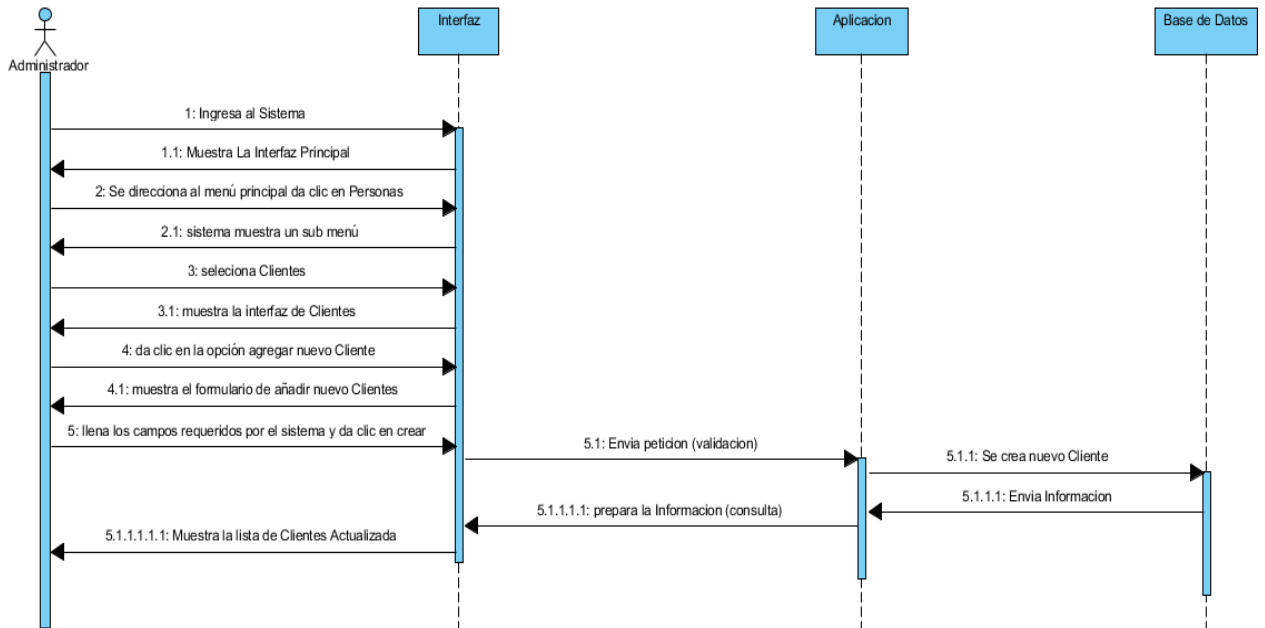 Administrador
Interfaz
Aplicacion
Base de Datos
1: Ingresa al Sistema
1.1: Muestra La Interfaz Principal
2: Se direcciona al menú principal da clic en Personas
2.1: sistema muestra un sub menú
3: seleciona Clientes
3.1: muestra la interfaz de Clientes
4: da clic en la opción agregar nuevo Cliente
4.1: muestra el formulario de añadir nuevo Clientes
5: llena los campos requeridos por el sistema y da clic en crear
5.1: Envia peticion (validacion)
5.1.1: Se crea nuevo Cliente
5.1.1.1: Envia Informacion
5.1.1.1.1: prepara la Informacion (consulta)
5.1.1.1.1.1: Muestra la lista de Clientes Actualizada